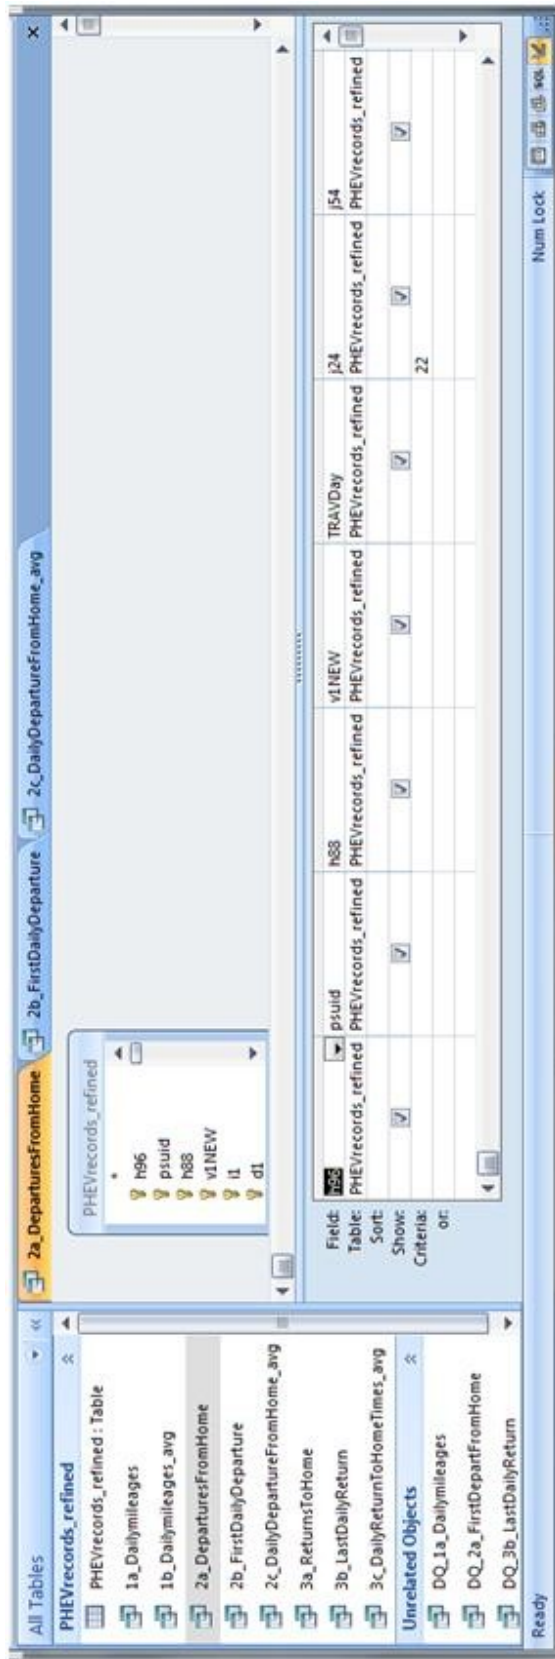 All Tables
PHEVrecords_refined
PHEVrecords_refined : Table
1a_Dailymileages
1b_Dailymileages_avg
2a_DeparturesFromHome
2b_FirstDailyDeparture
2c_DailyDepartureFromHome_avg
3a_ReturnsToHome
3b_LastDailyReturn
3c_DailyReturnToHomeTimes_avg
Unrelated Objects
DQ_1a_Dailymileages
DQ_2a_FirstDepartFromHome
DQ_3b_LastDailyReturn
2a_DeparturesFromHome 2b_FirstDailyDeparture 2c_DailyDepartureFromHome_avg
PHEVrecords_refined
*
h96
psuid
h88
v1NEW
i1
d1
Field: h96 psuid h88 v1NEW TRAVDay j24 j54
Table: PHEVrecords_refined PHEVrecords_refined PHEVrecords_refined PHEVrecords_refined PHEVrecords_refined PHEVrecords_refined PHEVrecords_refined
Sort:
Show:
Criteria: 22
or:
Ready Num Lock SQL